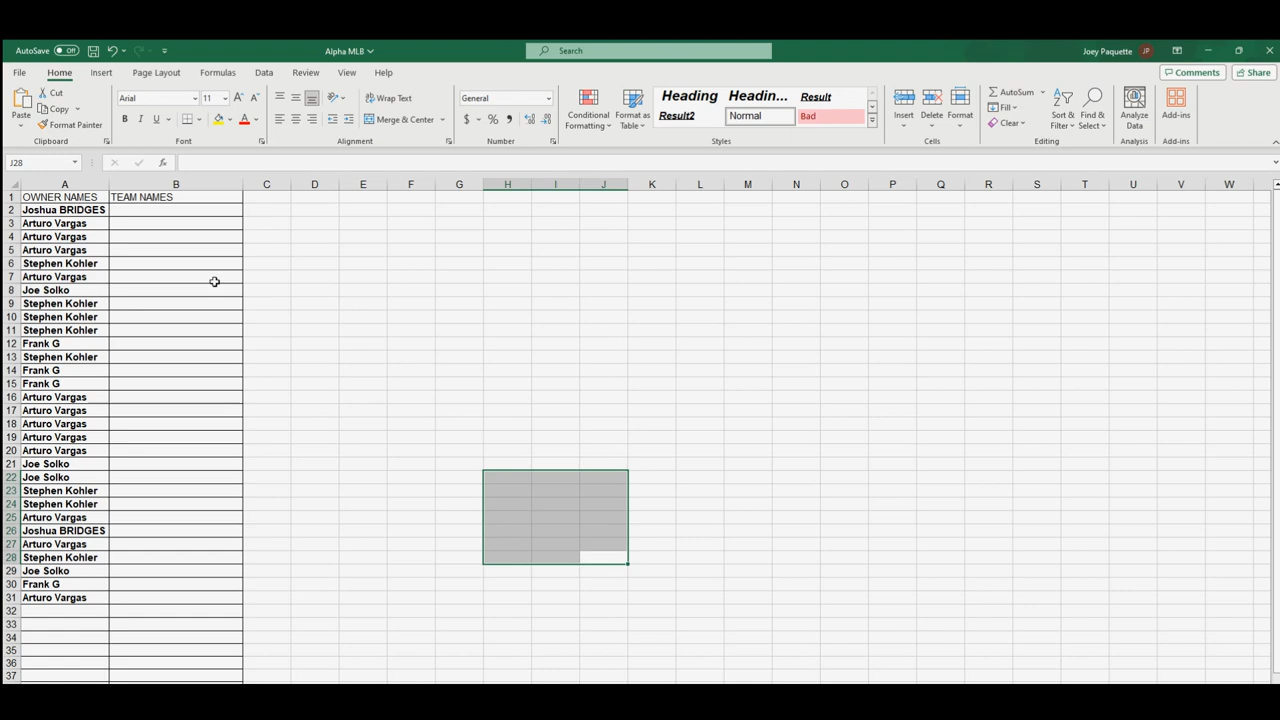 AutoSave Off Alpha MLB Search Joey Paquette JP
File Home Insert Page Layout Formulas Data Review View Help Comments Share
Cut Arial 11 Wrap Text General Heading Headin... Result AutoSum
Paste Copy Conditional Formatting Format as Table Result2 Normal Bad Insert Delete Format Fill Sort & Filter Find & Select Analyze Data Add-ins
Format Painter B I U A Merge & Center $ % Clear
Clipboard Font Alignment Number Styles Cells Editing Analysis Add-ins
J28 fx
A B C D E F G H I J K L M N O P Q R S T U V W
1 OWNER NAMES TEAM NAMES
2 Joshua BRIDGES
3 Arturo Vargas
4 Arturo Vargas
5 Arturo Vargas
6 Stephen Kohler
7 Arturo Vargas
8 Joe Solko
9 Stephen Kohler
10 Stephen Kohler
11 Stephen Kohler
12 Frank G
13 Stephen Kohler
14 Frank G
15 Frank G
16 Arturo Vargas
17 Arturo Vargas
18 Arturo Vargas
19 Arturo Vargas
20 Arturo Vargas
21 Joe Solko
22 Joe Solko
23 Stephen Kohler
24 Stephen Kohler
25 Arturo Vargas
26 Joshua BRIDGES
27 Arturo Vargas
28 Stephen Kohler
29 Joe Solko
30 Frank G
31 Arturo Vargas
32
33
34
35
36
37